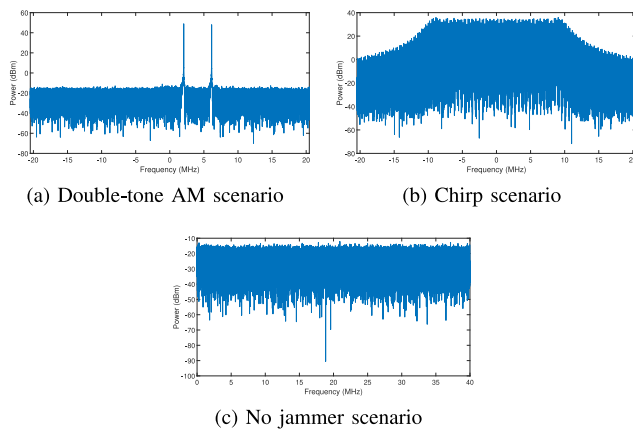 60
40
20
0
-20
-40
-60
80
Power (dBm)
-20 -15 -10 -5 0 5 10 15 20
Frequency (MHz)
(a) Double-tone AM scenario
40
20
0
-20
-40
-60
-80
Power (dBm)
-20 -15 -10 -5 0 5 10 15 20
Frequency (MHz)
(b) Chirp scenario
-10
-20
-30
-40
-50
-60
-70
-80
-90
-100
Power (dBm)
0 5 10 15 20 25 30 35 40
Frequency (MHz)
(c) No jammer scenario